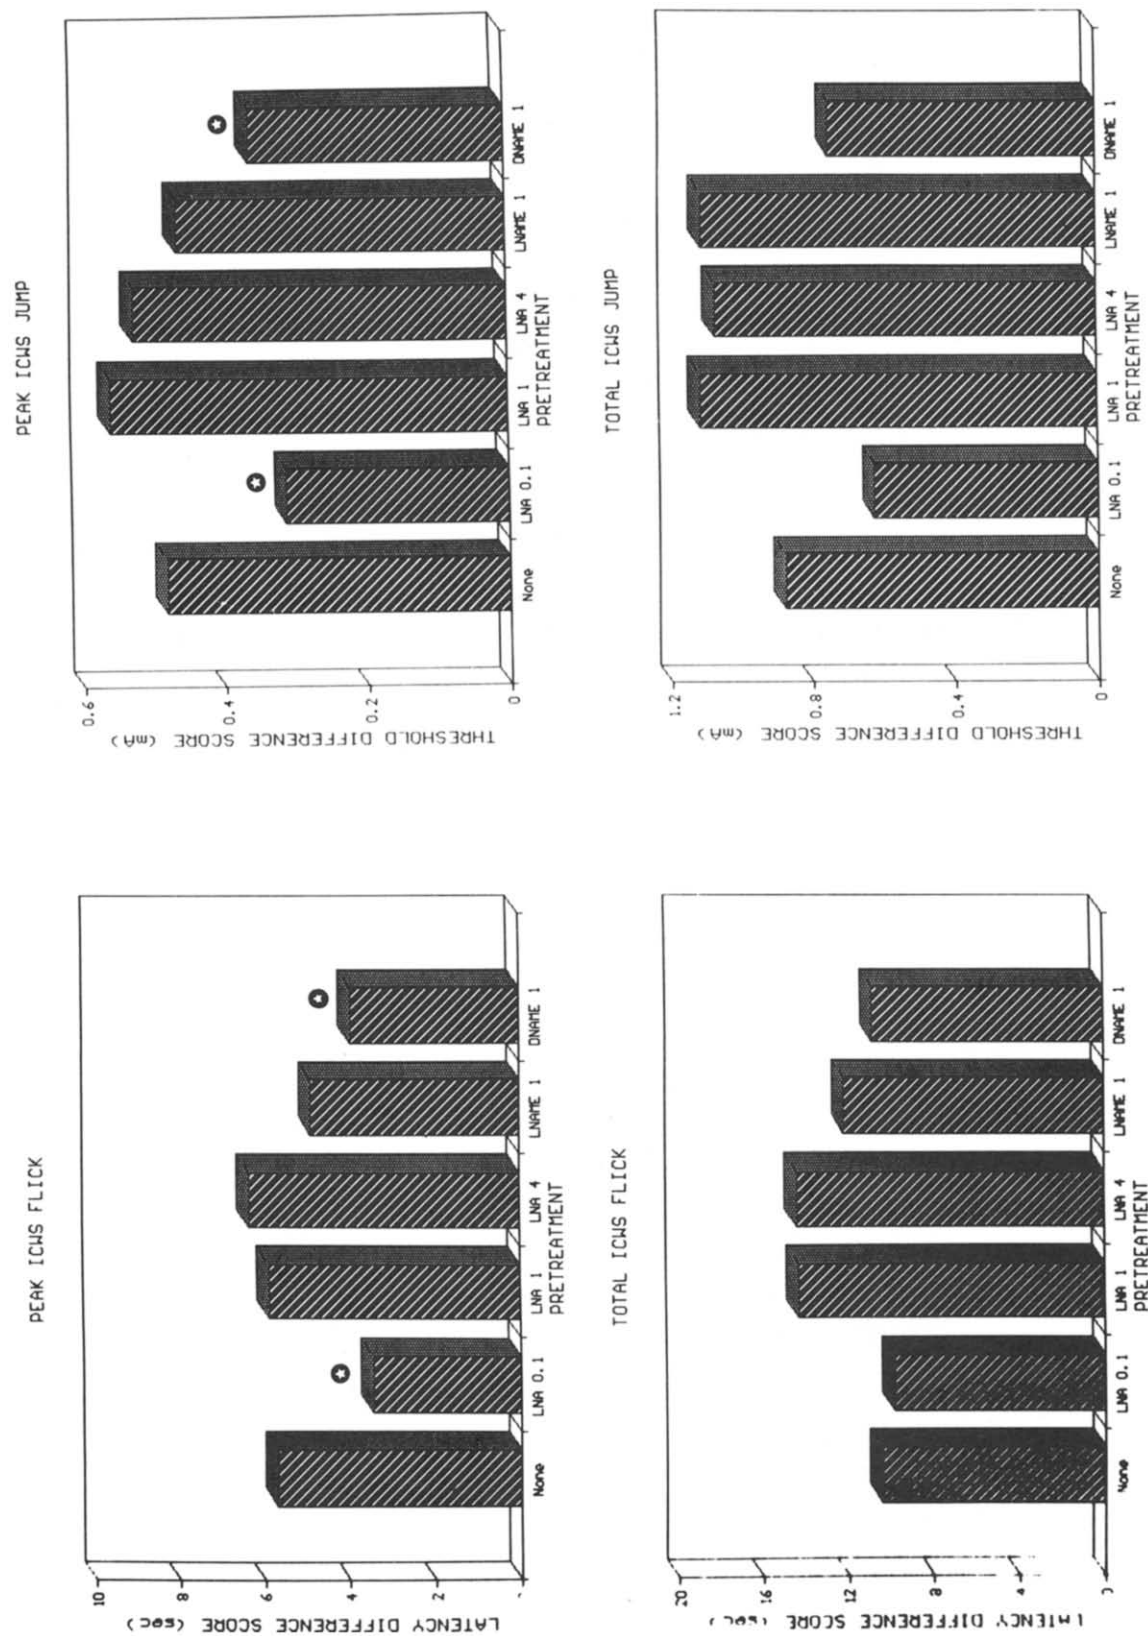 PEAK ICWS FLICK
LATENCY DIFFERENCE SCORE (sec)
10
8
6
4
2
None
LNA 0.1
LNA 1
LNA 4
LNAME 1
DNAME 1
PRETREATMENT
PEAK ICWS JUMP
THRESHOLD DIFFERENCE SCORE (mA)
0.6
0.4
0.2
0
None
LNA 0.1
LNA 1
LNA 4
LNAME 1
DNAME 1
PRETREATMENT
TOTAL ICWS FLICK
LATENCY DIFFERENCE SCORE (sec)
20
16
12
8
4
0
None
LNA 0.1
LNA 1
LNA 4
LNAME 1
DNAME 1
PRETREATMENT
TOTAL ICWS JUMP
THRESHOLD DIFFERENCE SCORE (mA)
1.2
0.8
0.4
0
None
LNA 0.1
LNA 1
LNA 4
LNAME 1
DNAME 1
PRETREATMENT